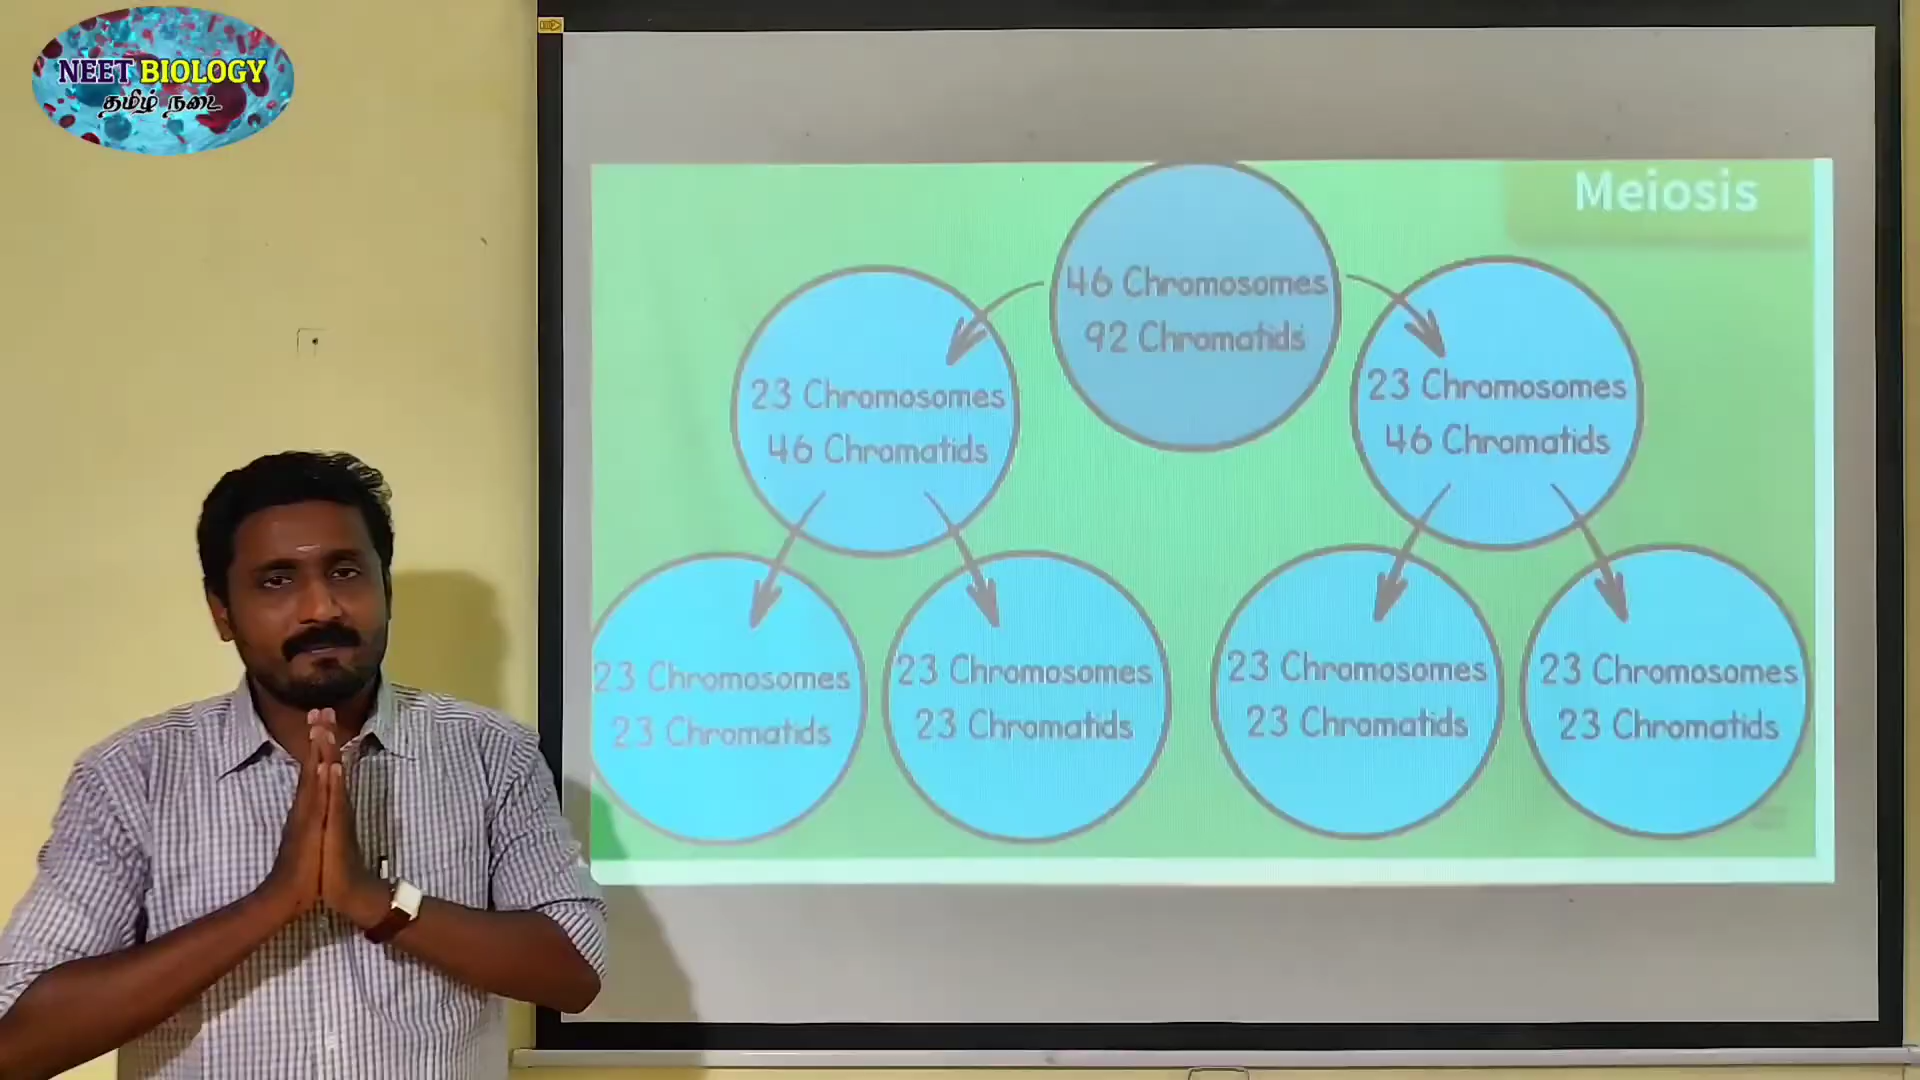 NEET BIOLOGY
தமிழ் நடை
Meiosis
46 Chromosomes
92 Chromatids
23 Chromosomes
46 Chromatids
23 Chromosomes
46 Chromatids
23 Chromosomes
23 Chromatids
23 Chromosomes
23 Chromatids
23 Chromosomes
23 Chromatids
23 Chromosomes
23 Chromatids